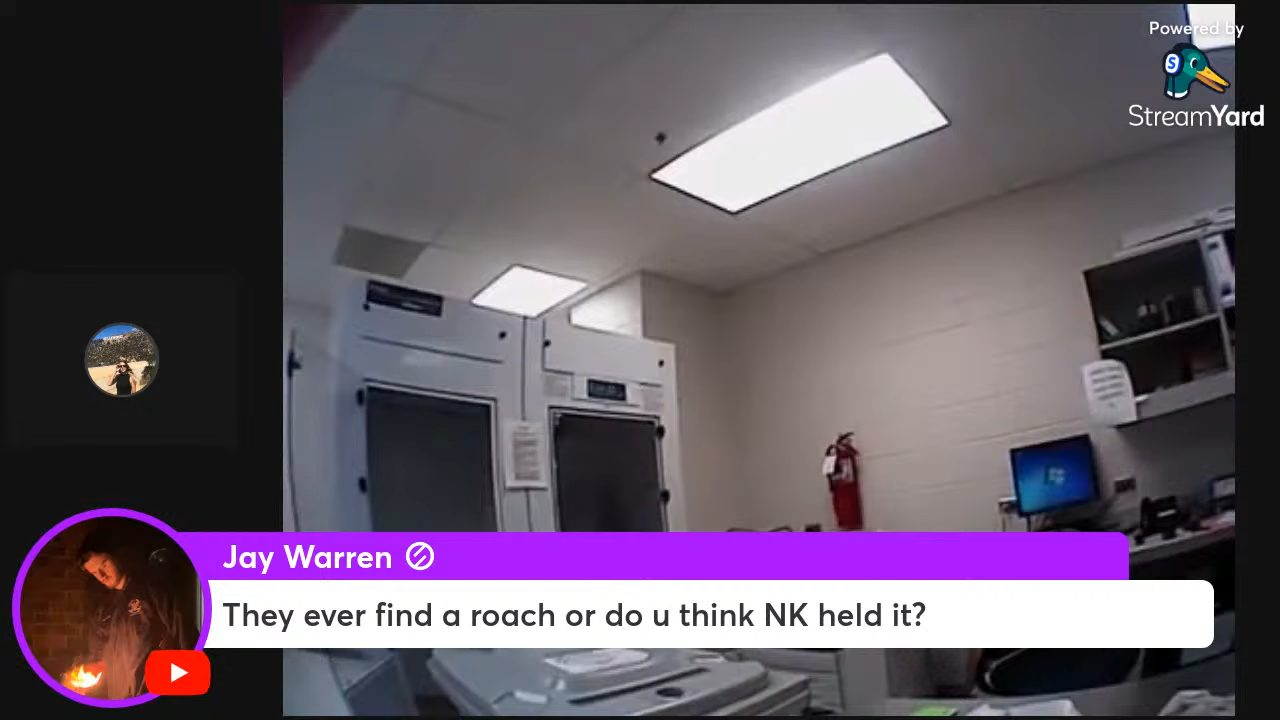 Powered by
StreamYard
Jay Warren
They ever find a roach or do u think NK held it?